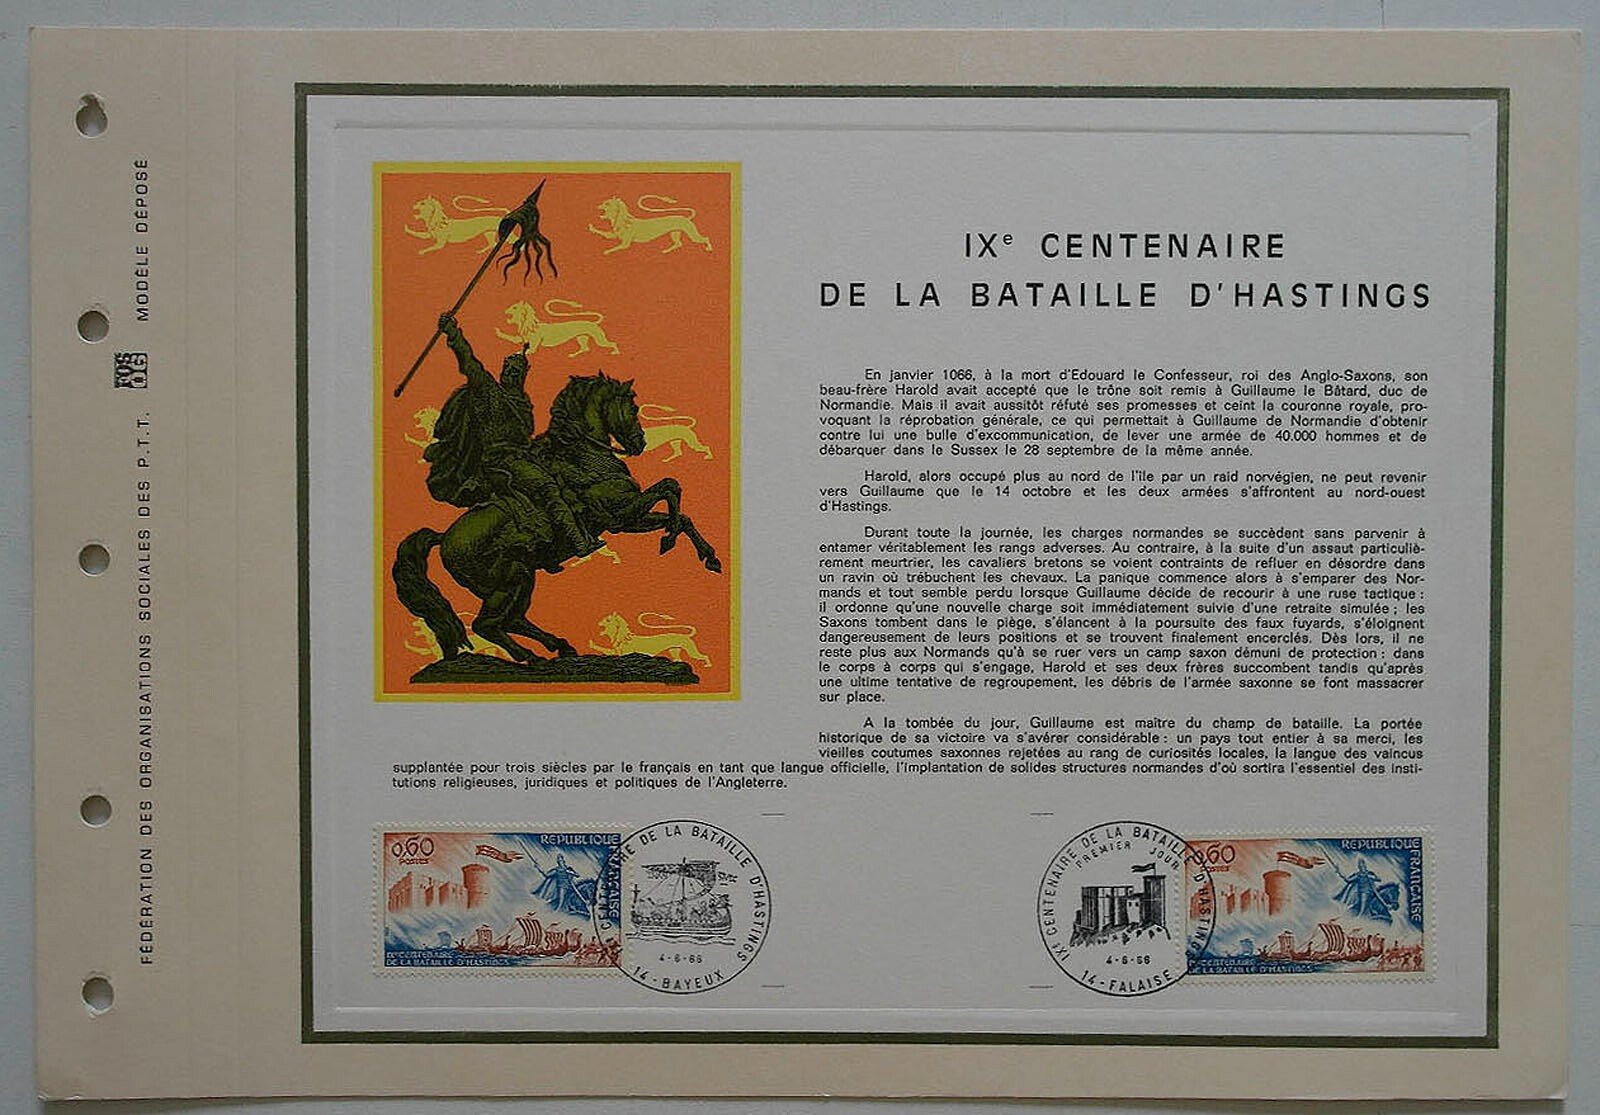 IXe CENTENAIRE
DE LA BATAILLE D'HASTINGS
En janvier 1066, à la mort d'Edouard le Confesseur, roi des Anglo-Saxons, son
beau-frère Harold avait accepté que le trône soit remis à Guillaume le Bâtard, duc de
Normandie. Mais il avait aussitôt réfuté ses promesses et ceint la couronne royale, pro-
voquant la réprobation générale, ce qui permettait à Guillaume de Normandie d'obtenir
contre lui une bulle d'excommunication, de lever une armée de 40.000 hommes et de
débarquer dans le Sussex le 28 septembre de la même année.
Harold, alors occupé plus au nord de l'île par un raid norvégien, ne peut revenir
vers Guillaume que le 14 octobre et les deux armées s'affrontent au nord-ouest
d'Hastings.
Durant toute la journée, les charges normandes se succèdent sans parvenir à
entamer véritablement les rangs adverses. Au contraire, à la suite d'un assaut particuliè-
rement meurtrier, les cavaliers bretons se voient contraints de refluer en désordre dans
un ravin où trébuchent les chevaux. La panique commence alors à s'emparer des Nor-
mands et tout semble perdu lorsque Guillaume décide de recourir à une ruse tactique :
il ordonne qu'une nouvelle charge soit immédiatement suivie d'une retraite simulée ; les
Saxons tombent dans le piège, s'élancent à la poursuite des faux fuyards, s'éloignent
dangereusement de leurs positions et se trouvent finalement encerclés. Dès lors, il ne
reste plus aux Normands qu'à se ruer vers un camp saxon démuni de protection : dans
le corps à corps qui s'engage, Harold et ses deux frères succombent tandis qu'après
une ultime tentative de regroupement, les débris de l'armée saxonne se font massacrer
sur place.
A la tombée du jour, Guillaume est maître du champ de bataille. La portée
historique de sa victoire va s'avérer considérable : un pays tout entier à sa merci, les
vieilles coutumes saxonnes rejetées au rang de curiosités locales, la langue des vaincus
supplantée pour trois siècles par le français en tant que langue officielle, l'implantation de solides structures normandes d'où sortira l'essentiel des insti-
tutions religieuses, juridiques et politiques de l'Angleterre.
0,60
POSTES
REPUBLIQUE
FRANCAISE
IXe CENTENAIRE
DE LA BATAILLE D'HASTINGS
DE LA BATAILLE D'HASTINGS
4-6-66
14-BAYEUX
IXe CENTENAIRE DE LA BATAILLE D'HASTINGS
PREMIER JOUR
4-6-66
14-FALAISE
0,60
REPUBLIQUE
FRANCAISE
IXe CENTENAIRE
DE LA BATAILLE D'HASTINGS
FÉDÉRATION DES ORGANISATIONS SOCIALES DES P.T.T.
MODÈLE DÉPOSÉ